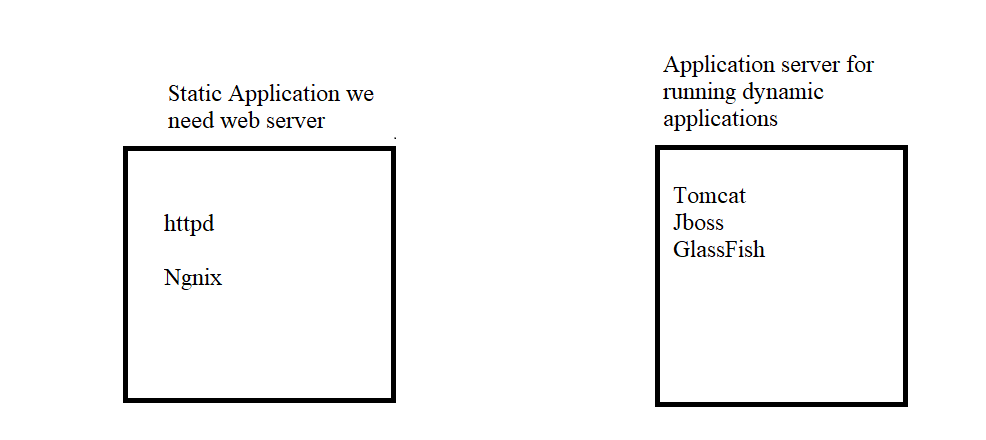 Static Application we
need web server
httpd
Ngnix
Application server for
running dynamic
applications
Tomcat
Jboss
GlassFish